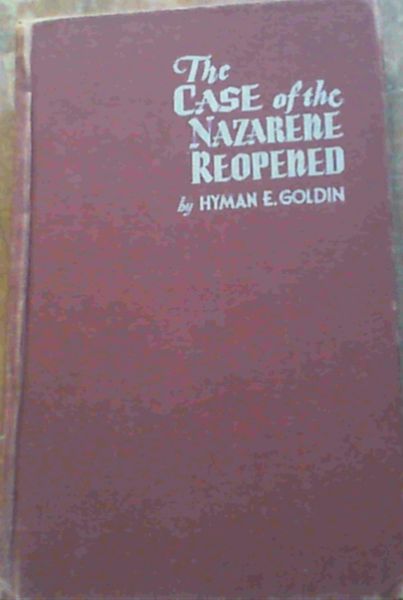 The
CASE of the
NAZARENE
REOPENED
by HYMAN E. GOLDIN